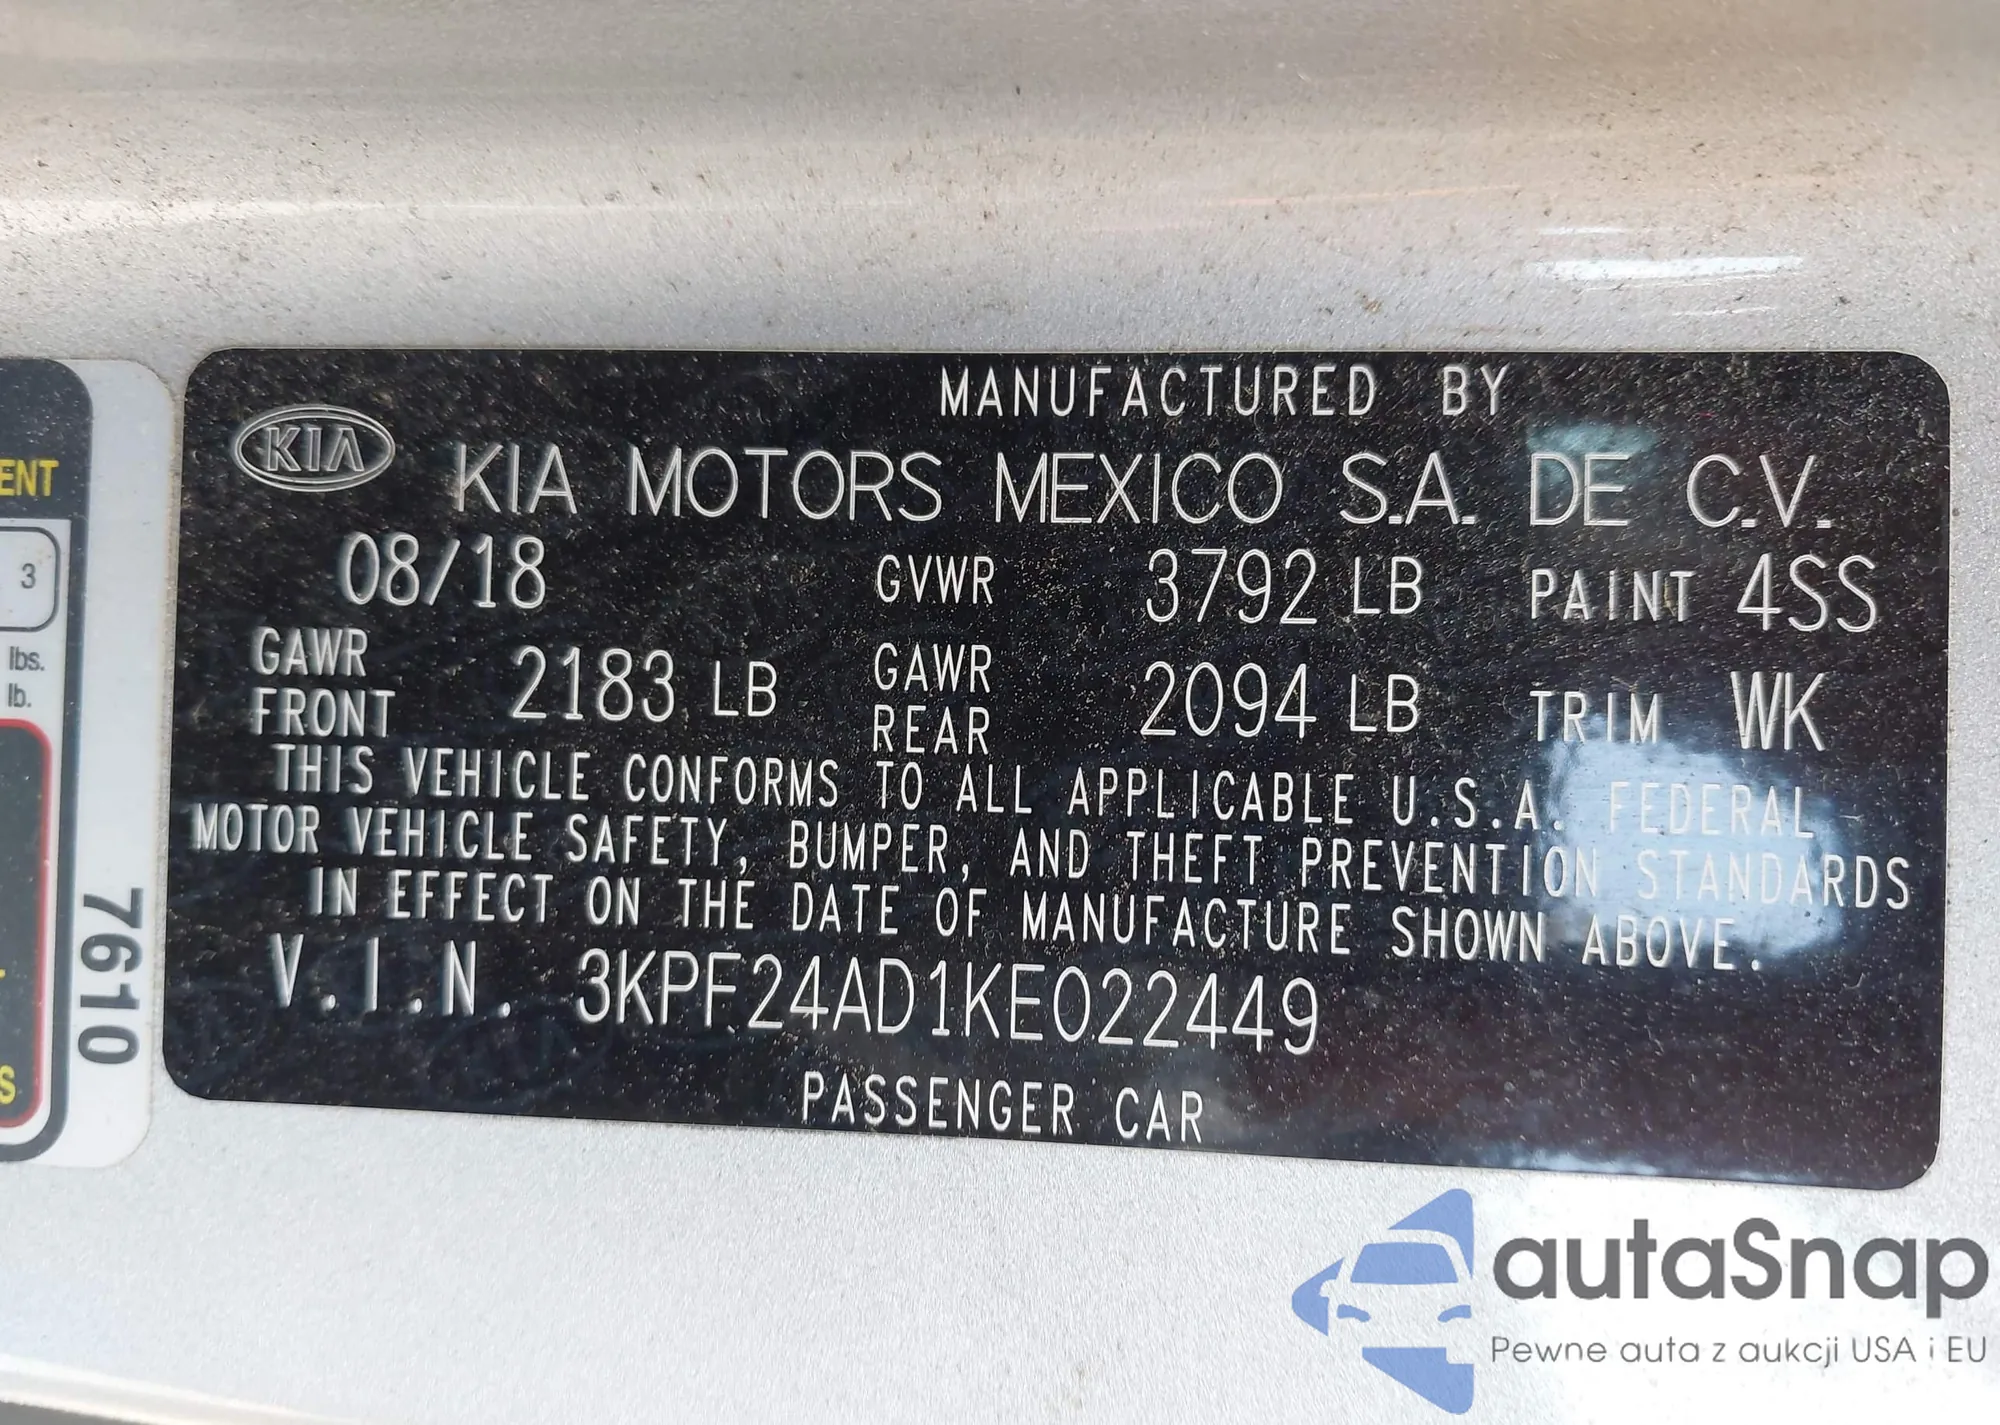 MANUFACTURED BY
KIA
KIA MOTORS MEXICO S.A. DE C.V.
08/18 GVWR 3792 LB PAINT 4SS
GAWR FRONT 2183 LB GAWR REAR 2094 LB TRIM WK
THIS VEHICLE CONFORMS TO ALL APPLICABLE U.S.A. FEDERAL
MOTOR VEHICLE SAFETY, BUMPER, AND THEFT PREVENTION STANDARDS
IN EFFECT ON THE DATE OF MANUFACTURE SHOWN ABOVE.
V.I.N. 3KPF24AD1KE022449
PASSENGER CAR
3
lbs.
lb.
7610
autaSnap
Pewne auta z aukcji USA i EU